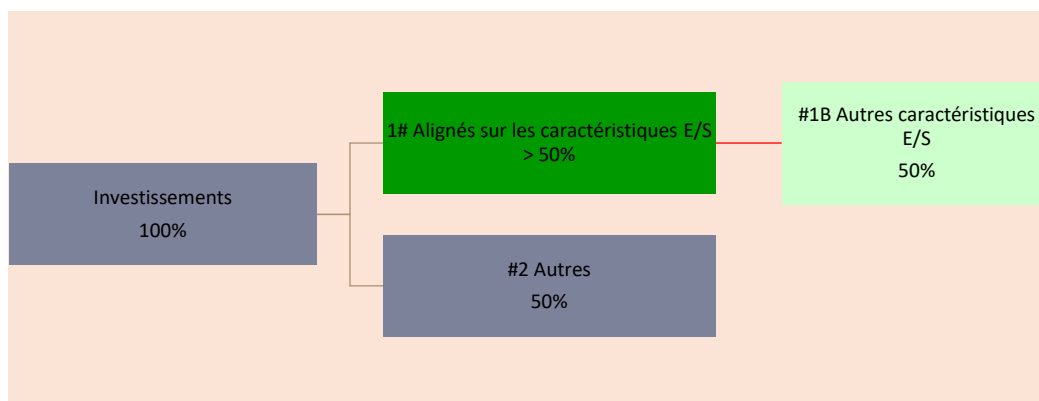 Investissements
100%
1# Alignés sur les caractéristiques E/S
> 50%
#2 Autres
50%
#1B Autres caractéristiques
E/S
50%